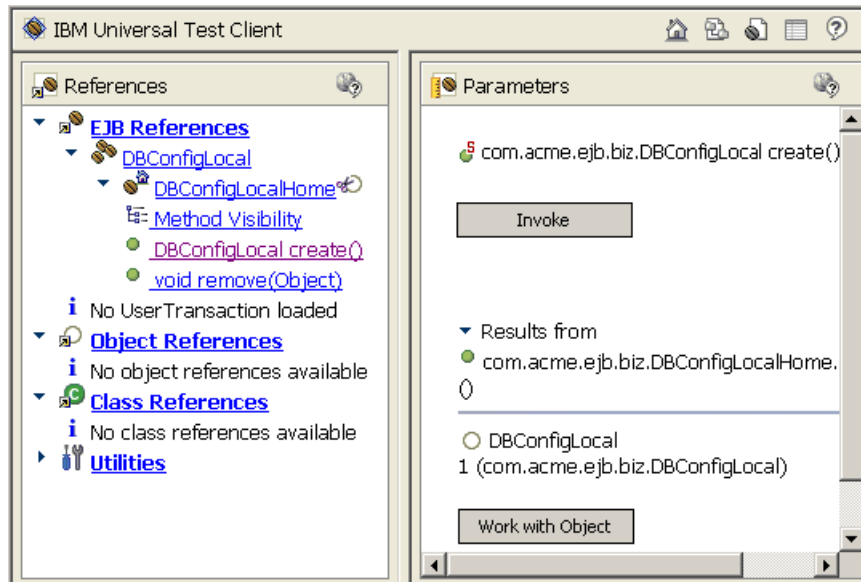 IBM Universal Test Client
References
EJB References
DBConfigLocal
DBConfigLocalHome
Method Visibility
DBConfigLocal create()
void remove(Object)
No UserTransaction loaded
Object References
No object references available
Class References
No class references available
Utilities
Parameters
com.acme.ejb.biz.DBConfigLocal create()
Invoke
Results from
com.acme.ejb.biz.DBConfigLocalHome.
()
DBConfigLocal
1 (com.acme.ejb.biz.DBConfigLocal)
Work with Object